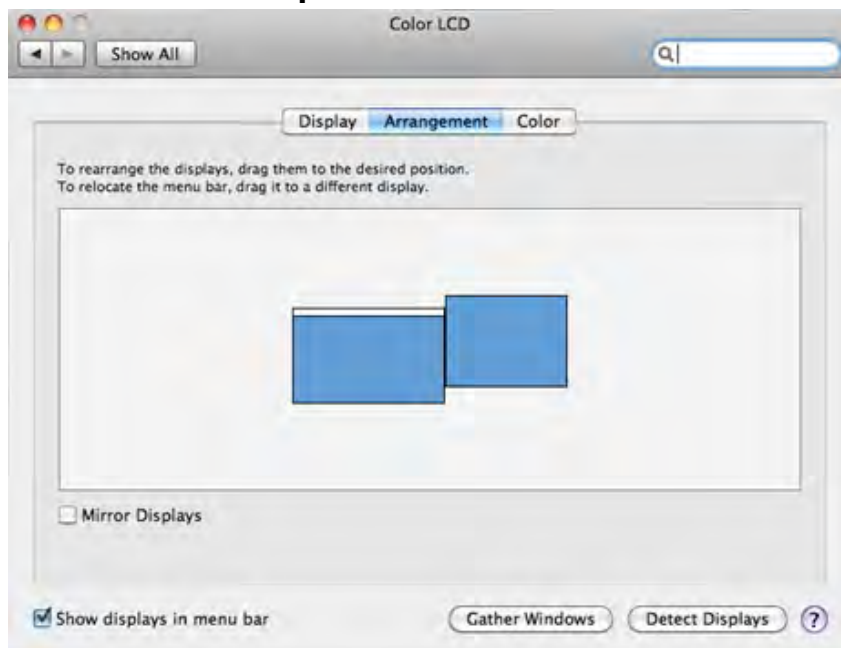 Color LCD
Show All
Display Arrangement Color
To rearrange the displays, drag them to the desired position.
To relocate the menu bar, drag it to a different display.
Mirror Displays
Show displays in menu bar Gather Windows Detect Displays ?